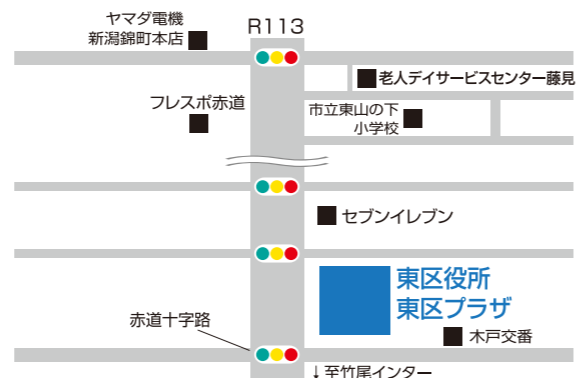 ヤマダ電機
新潟錦町本店
R113
老人デイサービスセンター藤見
フレスポ赤道
市立東山の下
小学校
セブンイレブン
東区役所
東区プラザ
赤道十字路
木戸交番
↓至竹尾インター